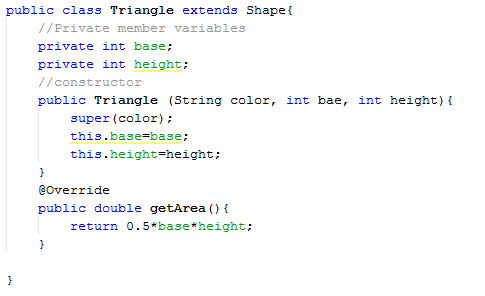 public class Triangle extends Shape{
//Private member variables
private int base;
private int height;
//constructor
public Triangle (String color, int bae, int height){
super(color);
this.base=base;
this.height=height;
}
@Override
public double getArea(){
return 0.5*base*height;
}
}